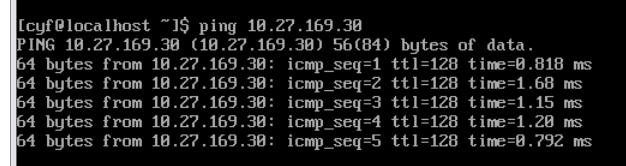 [cyf@localhost ~]$ ping 10.27.169.30
PING 10.27.169.30 (10.27.169.30) 56(84) bytes of data.
64 bytes from 10.27.169.30: icmp_seq=1 ttl=128 time=0.818 ms
64 bytes from 10.27.169.30: icmp_seq=2 ttl=128 time=1.68 ms
64 bytes from 10.27.169.30: icmp_seq=3 ttl=128 time=1.15 ms
64 bytes from 10.27.169.30: icmp_seq=4 ttl=128 time=1.20 ms
64 bytes from 10.27.169.30: icmp_seq=5 ttl=128 time=0.792 ms